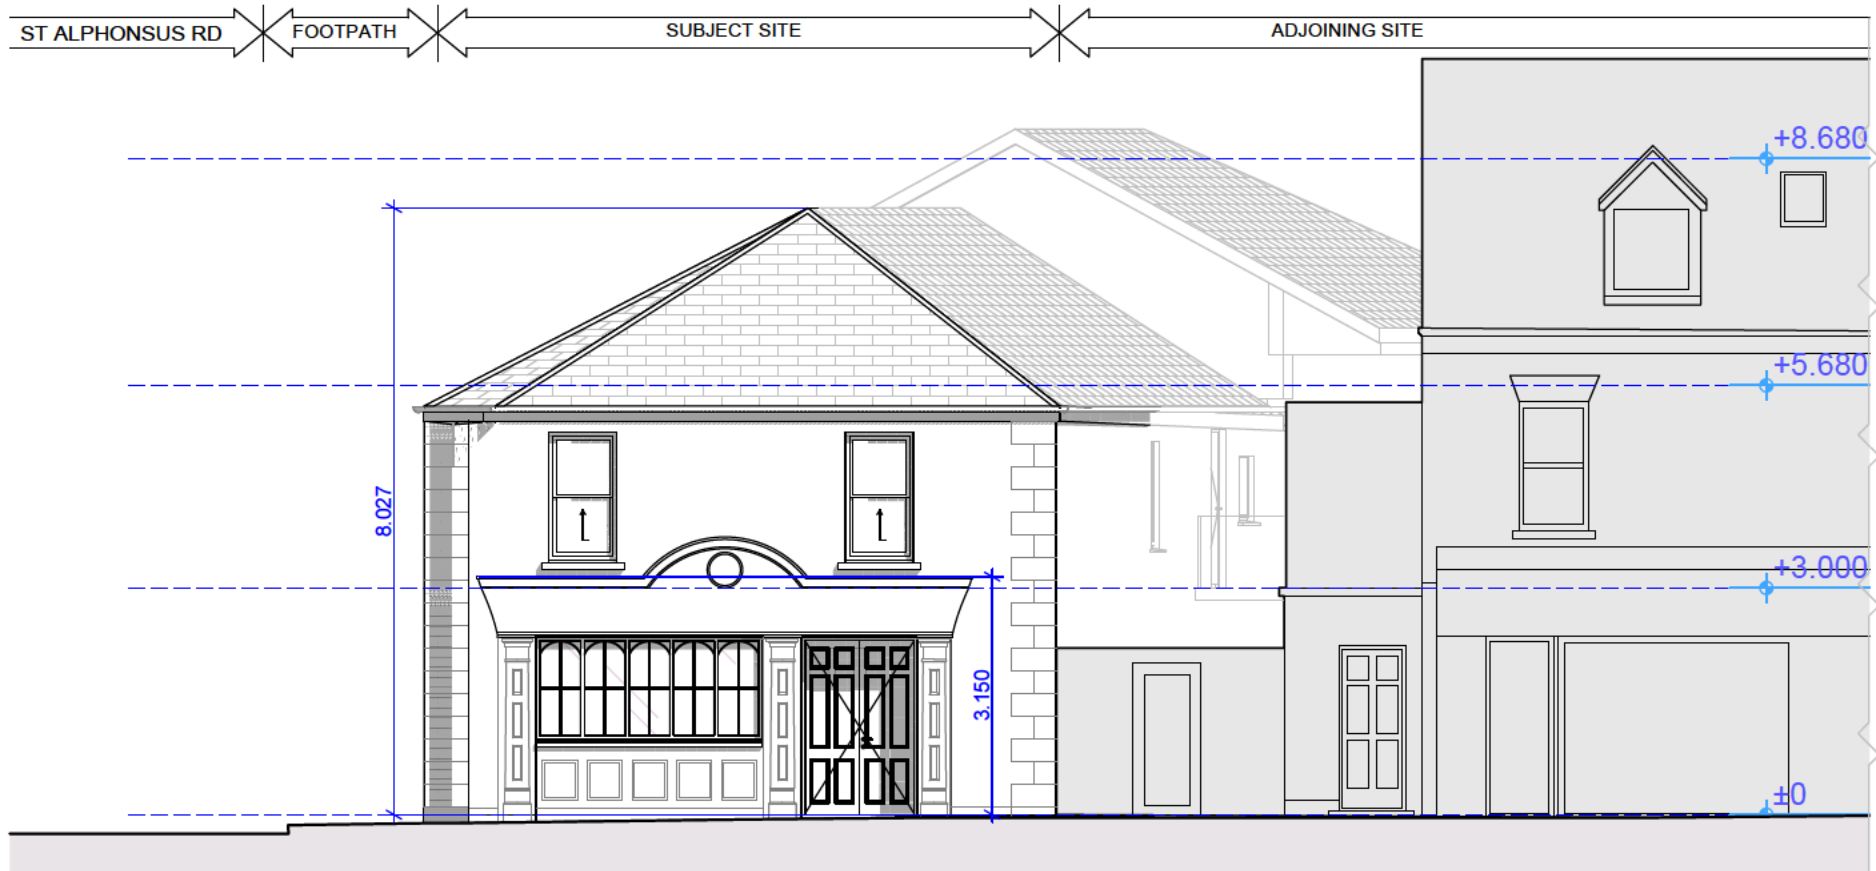 ST ALPHONSUS RD
FOOTPATH
SUBJECT SITE
ADJOINING SITE
+8.680
+5.680
8.027
+3.000
3.150
±0